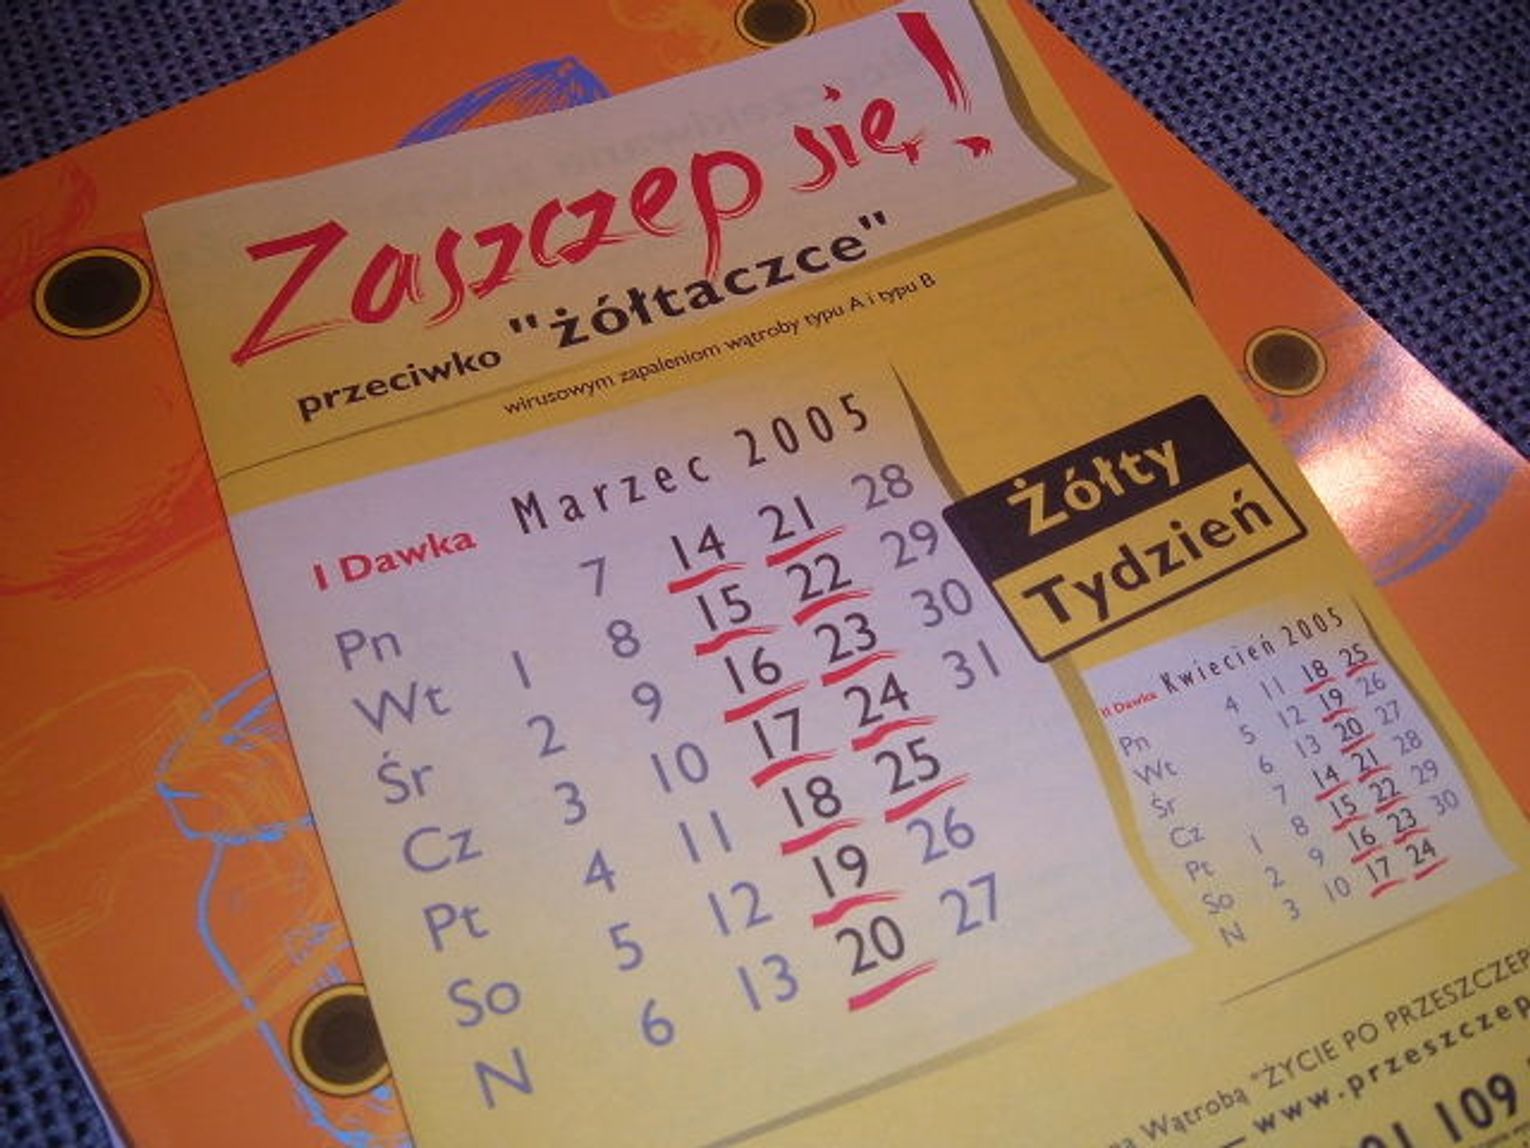 Zaszczep się!
przeciwko "żółtaczce"
wirusowym zapaleniom wątroby typu A i typu B
I Dawka Marzec 2005
Pn 7 14 21 28
Wt 1 8 15 22 29
Śr 2 9 16 23 30
Cz 3 10 17 24 31
Pt 4 11 18 25
So 5 12 19 26
N 6 13 20 27
Żółty
Tydzień
II Dawka Kwiecień 2005
Pn 4 11 18 25
Wt 5 12 19 26
Śr 6 13 20 27
Cz 7 14 21 28
Pt 1 8 15 22 29
So 2 9 16 23 30
N 3 10 17 24
Wątrobą "ŻYCIE PO PRZESZCZEP
www.przeszczep
109